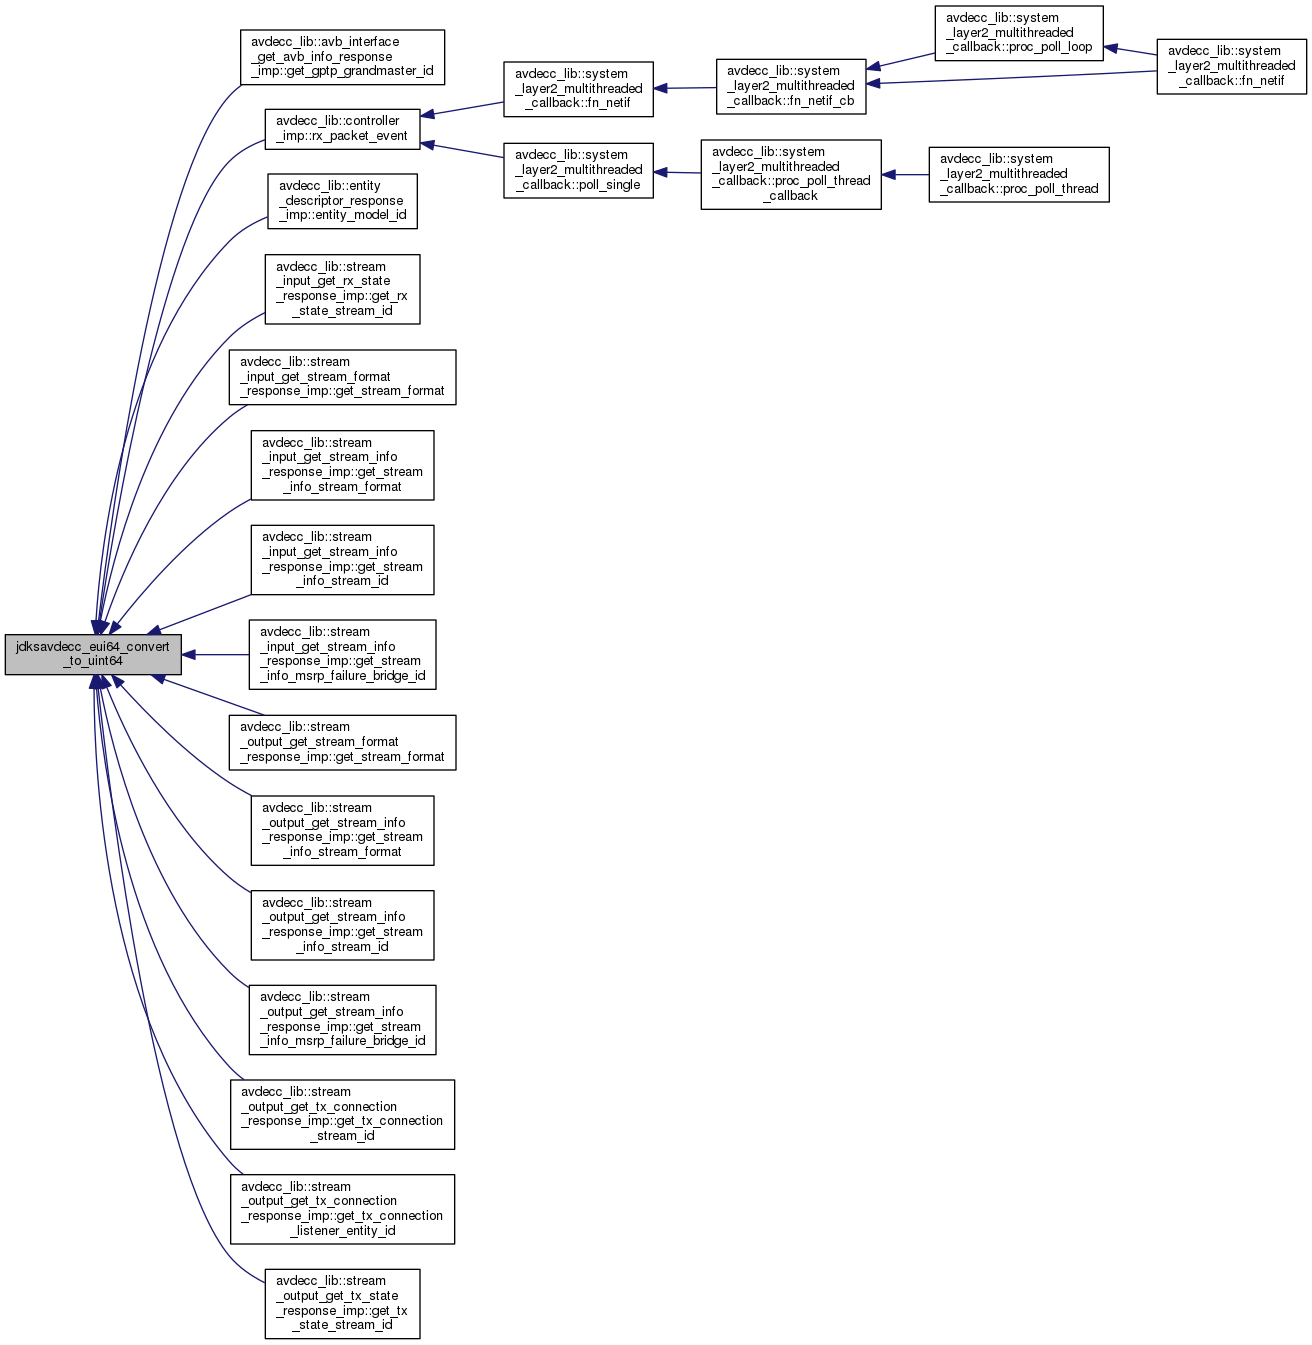 avdecc_lib::avb_interface
_get_avb_info_response
_imp::get_gptp_grandmaster_id
avdecc_lib::controller
_imp::rx_packet_event
avdecc_lib::system
_layer2_multithreaded
_callback::fn_netif
avdecc_lib::system
_layer2_multithreaded
_callback::fn_netif_cb
avdecc_lib::system
_layer2_multithreaded
_callback::proc_poll_loop
avdecc_lib::system
_layer2_multithreaded
_callback::fn_netif
avdecc_lib::system
_layer2_multithreaded
_callback::poll_single
avdecc_lib::system
_layer2_multithreaded
_callback::proc_poll_thread
_callback
avdecc_lib::system
_layer2_multithreaded
_callback::proc_poll_thread
avdecc_lib::entity
_descriptor_response
_imp::entity_model_id
avdecc_lib::stream
_input_get_rx_state
_response_imp::get_rx
_state_stream_id
avdecc_lib::stream
_input_get_stream_format
_response_imp::get_stream_format
avdecc_lib::stream
_input_get_stream_info
_response_imp::get_stream
_info_stream_format
avdecc_lib::stream
_input_get_stream_info
_response_imp::get_stream
_info_stream_id
jdksavdecc_eui64_convert
_to_uint64
avdecc_lib::stream
_input_get_stream_info
_response_imp::get_stream
_info_msrp_failure_bridge_id
avdecc_lib::stream
_output_get_stream_format
_response_imp::get_stream_format
avdecc_lib::stream
_output_get_stream_info
_response_imp::get_stream
_info_stream_format
avdecc_lib::stream
_output_get_stream_info
_response_imp::get_stream
_info_stream_id
avdecc_lib::stream
_output_get_stream_info
_response_imp::get_stream
_info_msrp_failure_bridge_id
avdecc_lib::stream
_output_get_tx_connection
_response_imp::get_tx_connection
_stream_id
avdecc_lib::stream
_output_get_tx_connection
_response_imp::get_tx_connection
_listener_entity_id
avdecc_lib::stream
_output_get_tx_state
_response_imp::get_tx
_state_stream_id